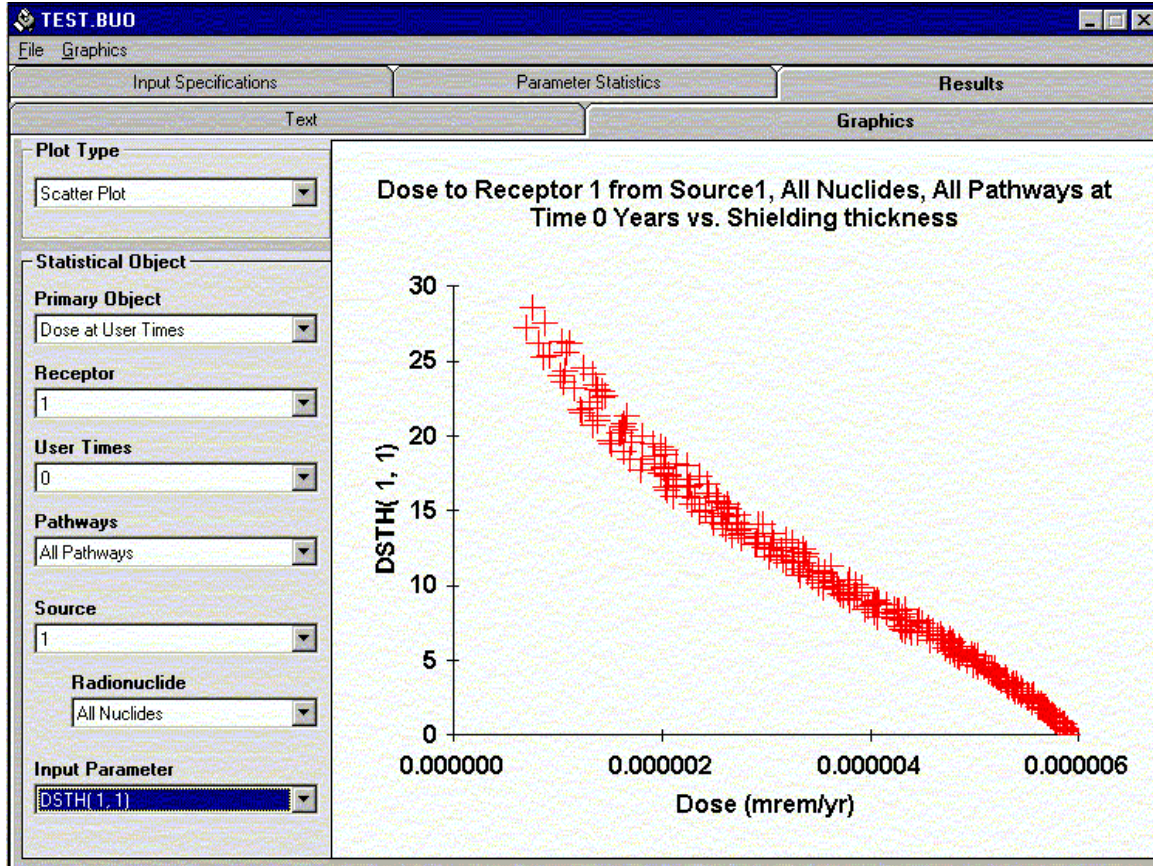 TEST.BUO
File Graphics
Input Specifications Parameter Statistics Results
Text Graphics
Plot Type
Scatter Plot
Statistical Object
Primary Object
Dose at User Times
Receptor
1
User Times
0
Pathways
All Pathways
Source
1
Radionuclide
All Nuclides
Input Parameter
DSTH( 1, 1)
Dose to Receptor 1 from Source1, All Nuclides, All Pathways at
Time 0 Years vs. Shielding thickness
30
25
20
15
10
5
0
DSTH( 1, 1)
0.000000 0.000002 0.000004 0.000006
Dose (mrem/yr)